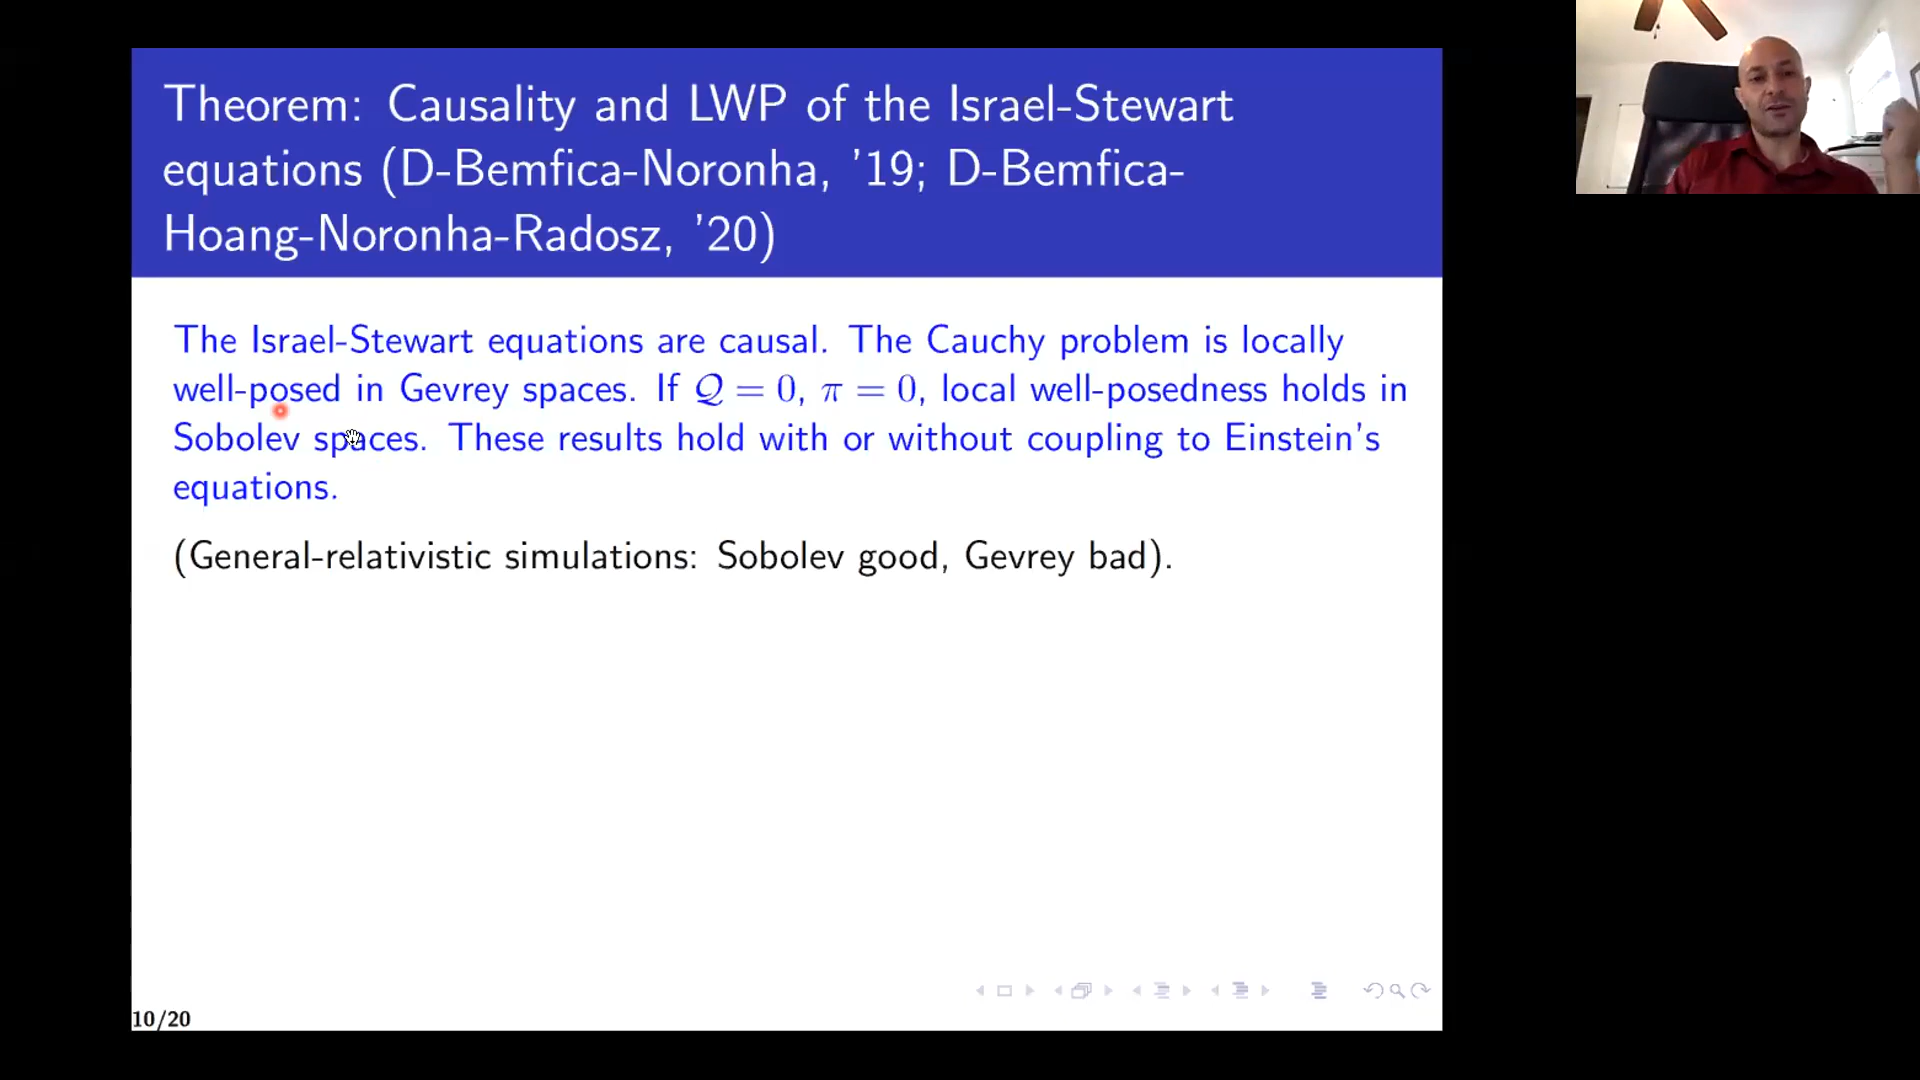 Theorem: Causality and LWP of the Israel-Stewart
equations (D-Bemfica-Noronha, ’19; D-Bemfica-
Hoang-Noronha-Radosz, ’20)
The Israel-Stewart equations are causal. The Cauchy problem is locally
well-posed in Gevrey spaces. If 𝒬 = 0, π = 0, local well-posedness holds in
Sobolev spaces. These results hold with or without coupling to Einstein’s
equations.
(General-relativistic simulations: Sobolev good, Gevrey bad).
10/20